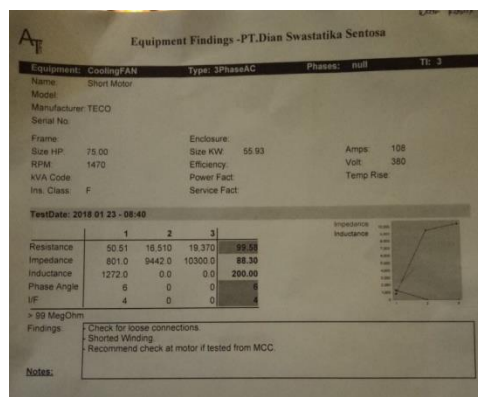 AT
Equipment Findings -PT.Dian Swastatika Sentosa
Equipment: CoolingFAN Type: 3PhaseAC Phases: null TI: 3
Name: Short Motor
Model:
Manufacturer: TECO
Serial No:
Frame: Enclosure:
Size HP: 75.00 Size KW: 55.93 Amps: 108
RPM: 1470 Efficiency: Volt: 380
kVA Code: Power Fact: Temp Rise:
Ins. Class: F Service Fact:
TestDate: 2018 01 23 - 08:40
Impedance
Inductance
1 2 3
Resistance 50.51 16,510 19,370 99.58
Impedance 801.0 9442.0 10300.0 88.30
Inductance 1272.0 0.0 0.0 200.00
Phase Angle 6 0 0 6
I/F 4 0 0 4
> 99 MegOhm
Findings: - Check for loose connections.
- Shorted Winding.
- Recommend check at motor if tested from MCC.
Notes: